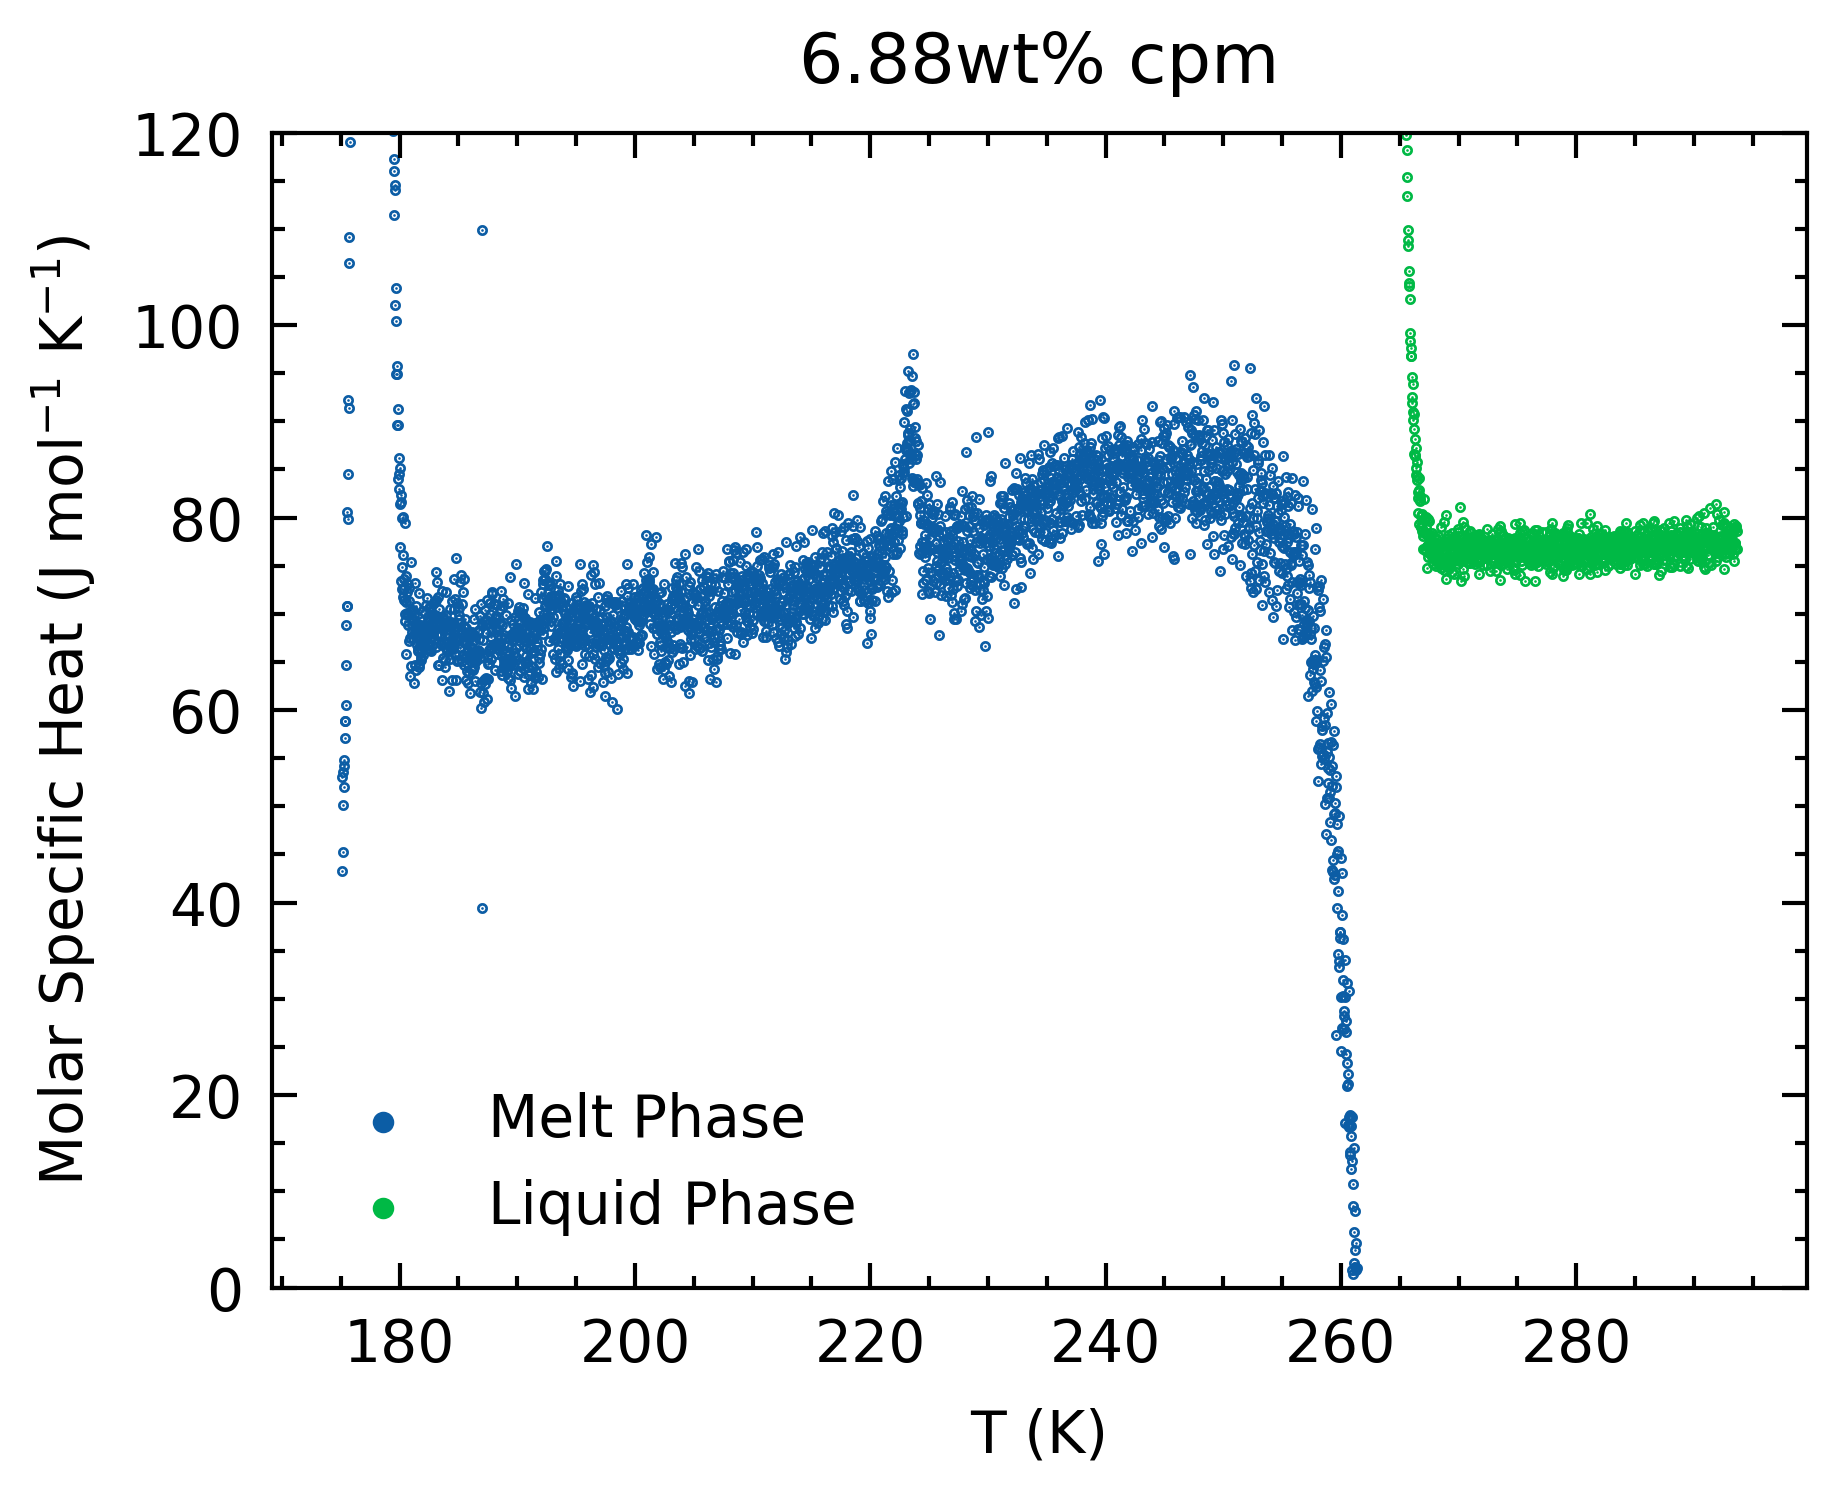 6.88wt% cpm
Molar Specific Heat (J mol⁻¹ K⁻¹)
120
100
80
60
40
20
0
Melt Phase
Liquid Phase
180 200 220 240 260 280
T (K)